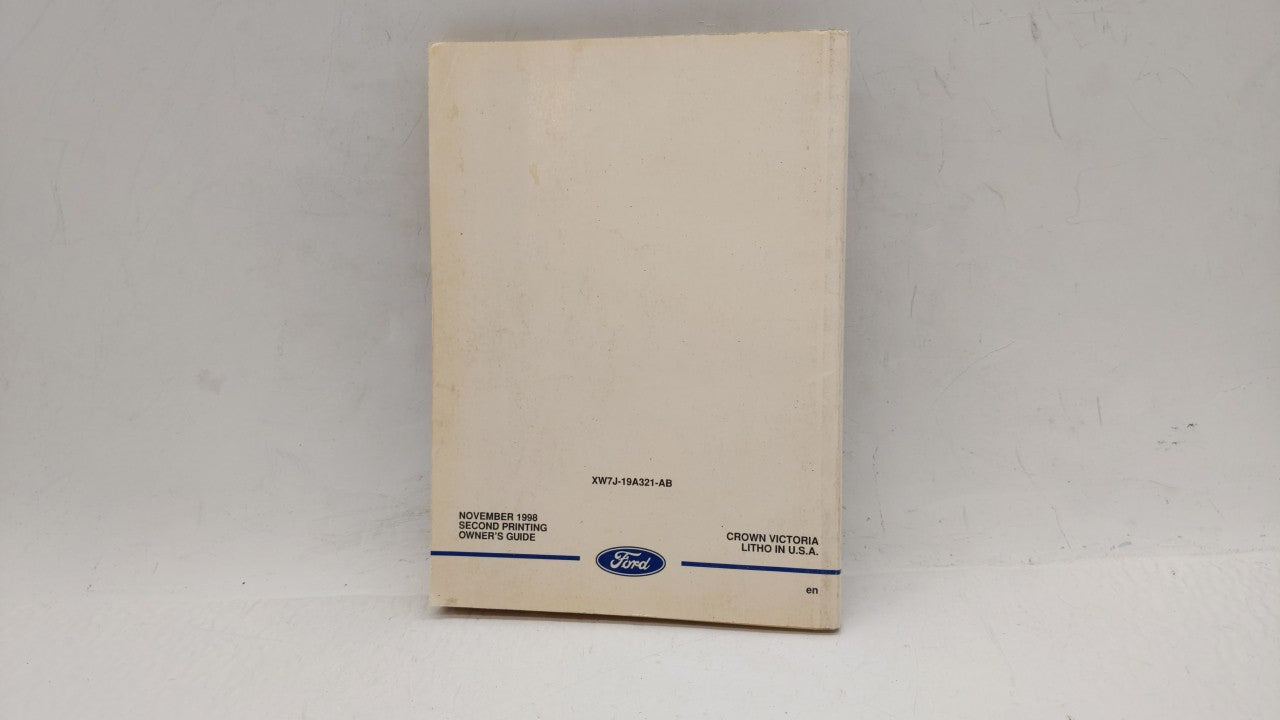 XW7J-19A321-AB
NOVEMBER 1998
SECOND PRINTING
OWNER'S GUIDE
Ford
CROWN VICTORIA
LITHO IN U.S.A.
en